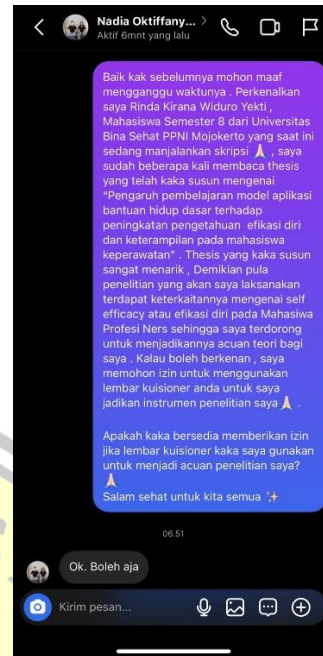 Nadia Oktiffany... >
Aktif 6mnt yang lalu
Baik kak sebelumnya mohon maaf
mengganggu waktunya . Perkenalkan
saya Rinda Kirana Widuro Yekti ,
Mahasiswa Semester 8 dari Universitas
Bina Sehat PPNI Mojokerto yang saat ini
sedang manjalankan skripsi 🙏 , saya
sudah beberapa kali membaca thesis
yang telah kaka susun mengenai
"Pengaruh pembelajaran model aplikasi
bantuan hidup dasar terhadap
peningkatan pengetahuan efikasi diri
dan keterampilan pada mahasiswa
keperawatan" . Thesis yang kaka susun
sangat menarik , Demikian pula
penelitian yang akan saya laksanakan
terdapat keterkaitannya mengenai self
efficacy atau efikasi diri pada Mahasiwa
Profesi Ners sehingga saya terdorong
untuk menjadikannya acuan teori bagi
saya . Kalau boleh berkenan , saya
memohon izin untuk menggunakan
lembar kuisioner anda untuk saya
jadikan instrumen penelitian saya 🙏 .
Apakah kaka bersedia memberikan izin
jika lembar kuisioner kaka saya gunakan
untuk menjadi acuan penelitian saya?
🙏
Salam sehat untuk kita semua ✨
06.51
Ok. Boleh aja
Kirim pesan...